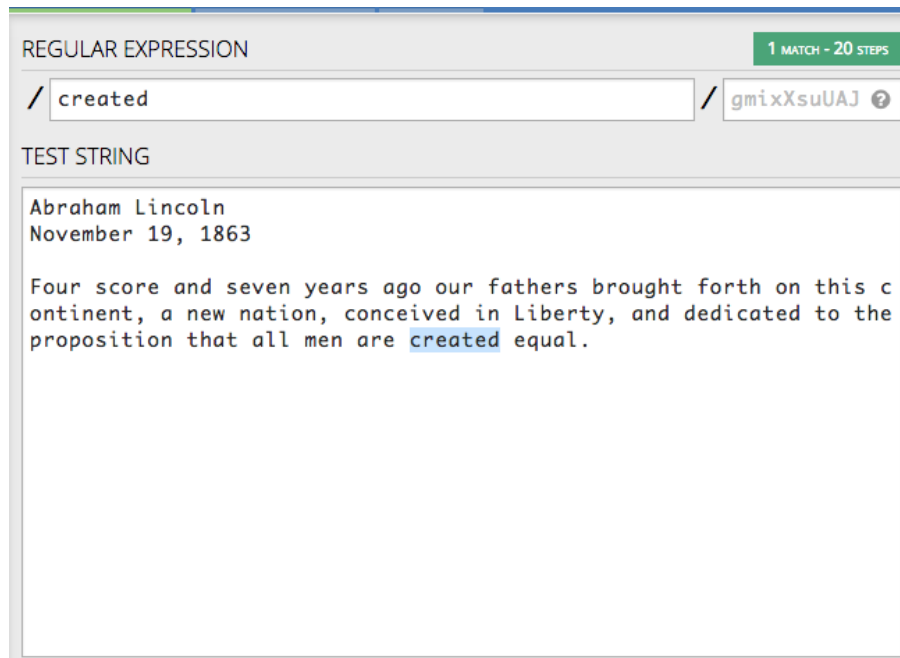 REGULAR EXPRESSION
1 MATCH - 20 STEPS
/ created / gmixXsuUAJ ?
TEST STRING
Abraham Lincoln
November 19, 1863
Four score and seven years ago our fathers brought forth on this c
ontinent, a new nation, conceived in Liberty, and dedicated to the
proposition that all men are created equal.